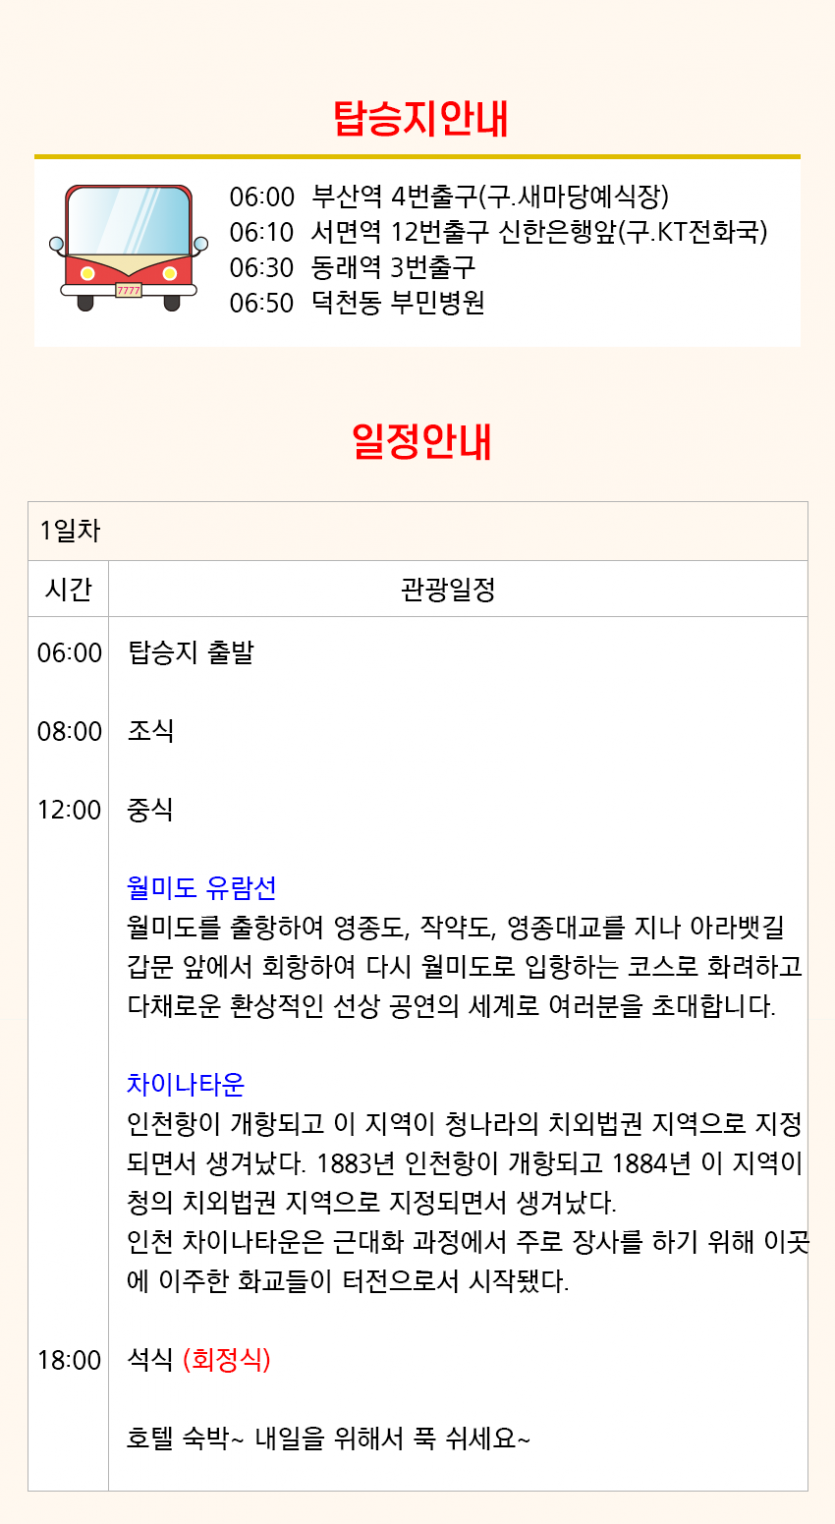 탑승지안내
06:00 부산역 4번출구(구.새마당예식장)
06:10 서면역 12번출구 신한은행앞(구.KT전화국)
06:30 동래역 3번출구
06:50 덕천동 부민병원
7777
일정안내
1일차
시간 관광일정
06:00 탑승지 출발
08:00 조식
12:00 중식
월미도 유람선
월미도를 출항하여 영종도, 작약도, 영종대교를 지나 아라뱃길
갑문 앞에서 회항하여 다시 월미도로 입항하는 코스로 화려하고
다채로운 환상적인 선상 공연의 세계로 여러분을 초대합니다.
차이나타운
인천항이 개항되고 이 지역이 청나라의 치외법권 지역으로 지정
되면서 생겨났다. 1883년 인천항이 개항되고 1884년 이 지역이
청의 치외법권 지역으로 지정되면서 생겨났다.
인천 차이나타운은 근대화 과정에서 주로 장사를 하기 위해 이곳
에 이주한 화교들이 터전으로서 시작됐다.
18:00 석식 (회정식)
호텔 숙박~ 내일을 위해서 푹 쉬세요~